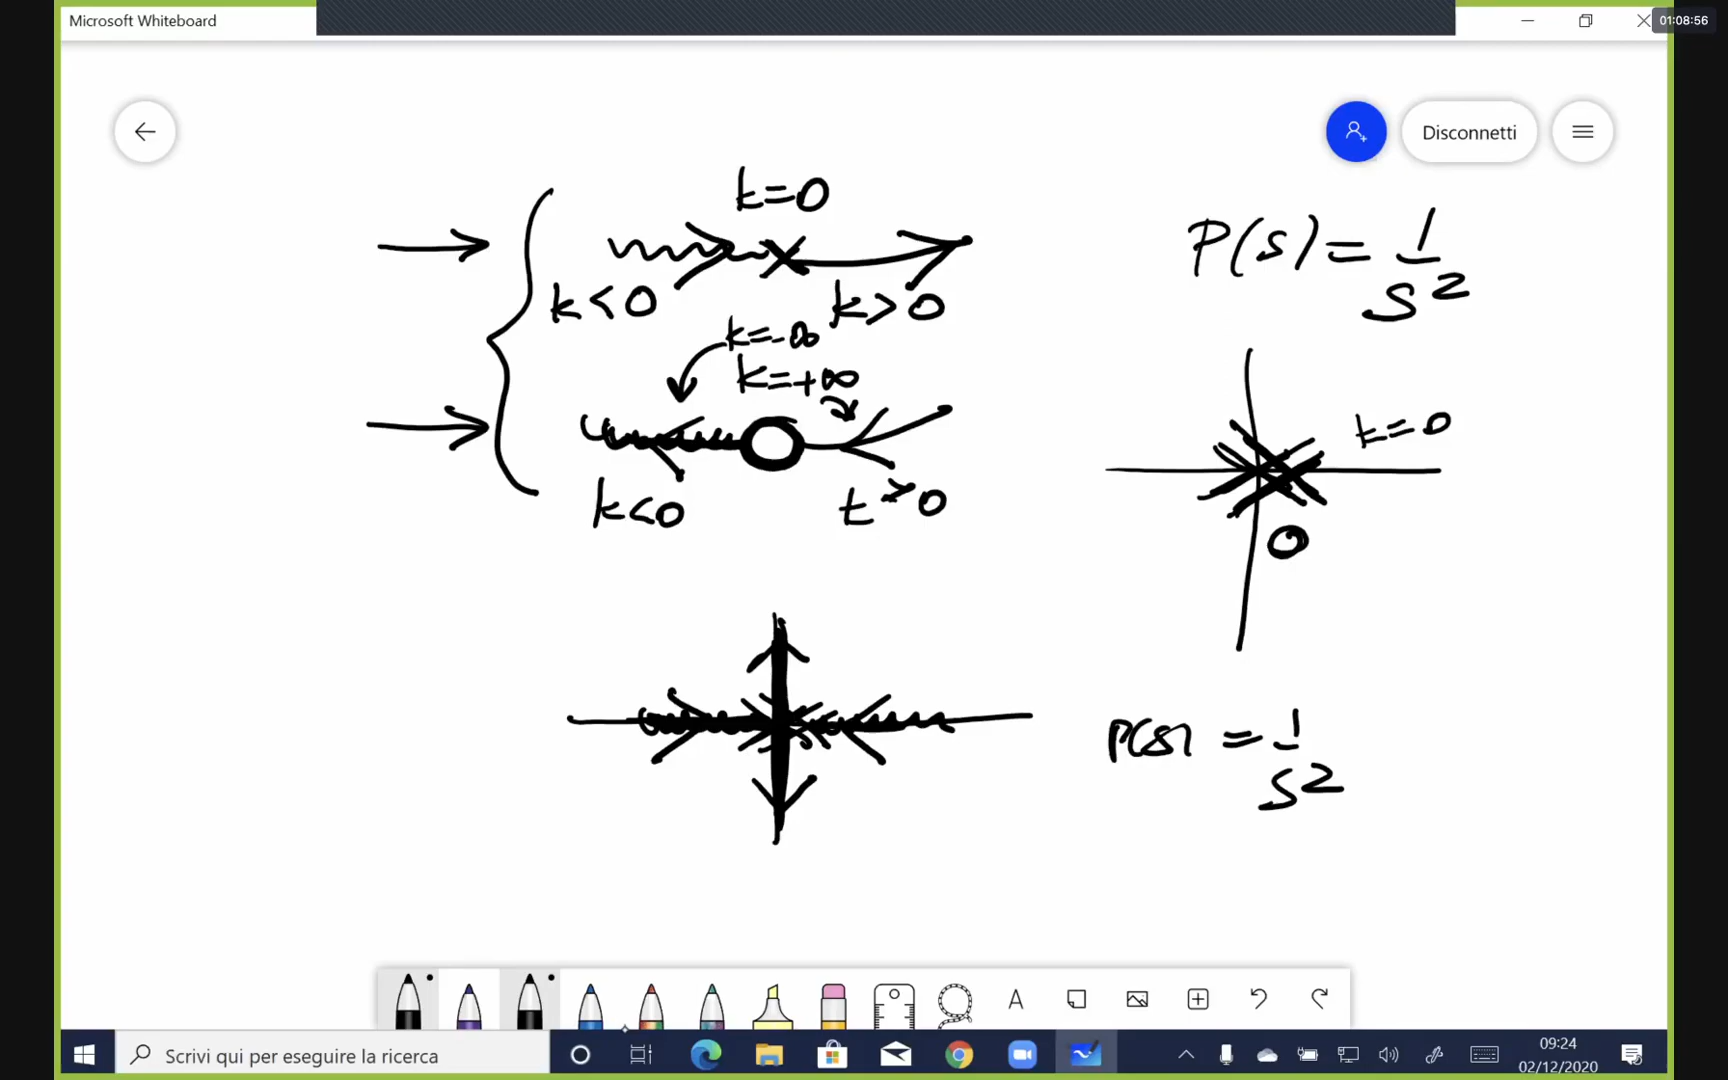 Microsoft Whiteboard
01:08:56
Disconnetti
k=0
k<0
k>0
k=-∞
k=+∞
k<0
k>0
P(s)=1/s²
k=0
0
P(s)=1/s²
A
Scrivi qui per eseguire la ricerca
09:24
02/12/2020